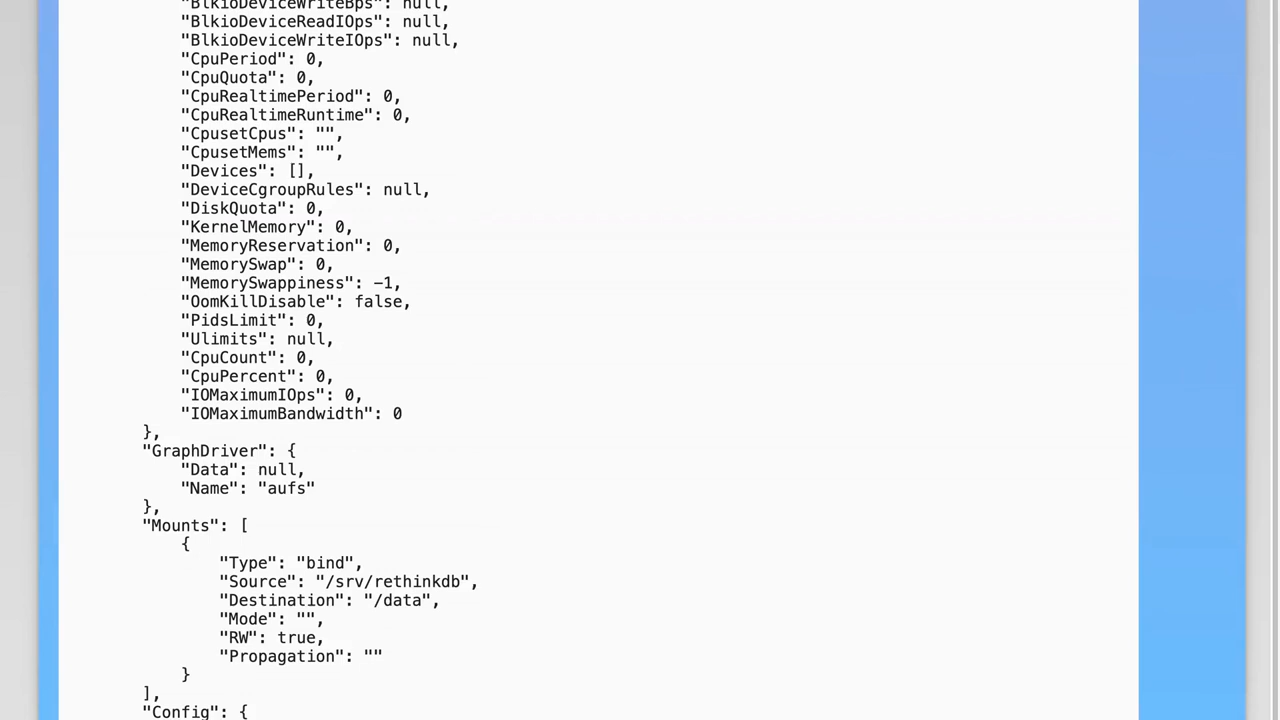 "BlkioDeviceWriteBps": null,
"BlkioDeviceReadIOps": null,
"BlkioDeviceWriteIOps": null,
"CpuPeriod": 0,
"CpuQuota": 0,
"CpuRealtimePeriod": 0,
"CpuRealtimeRuntime": 0,
"CpusetCpus": "",
"CpusetMems": "",
"Devices": [],
"DeviceCgroupRules": null,
"DiskQuota": 0,
"KernelMemory": 0,
"MemoryReservation": 0,
"MemorySwap": 0,
"MemorySwappiness": -1,
"OomKillDisable": false,
"PidsLimit": 0,
"Ulimits": null,
"CpuCount": 0,
"CpuPercent": 0,
"IOMaximumIOps": 0,
"IOMaximumBandwidth": 0
},
"GraphDriver": {
"Data": null,
"Name": "aufs"
},
"Mounts": [
{
"Type": "bind",
"Source": "/srv/rethinkdb",
"Destination": "/data",
"Mode": "",
"RW": true,
"Propagation": ""
}
],
"Config": {